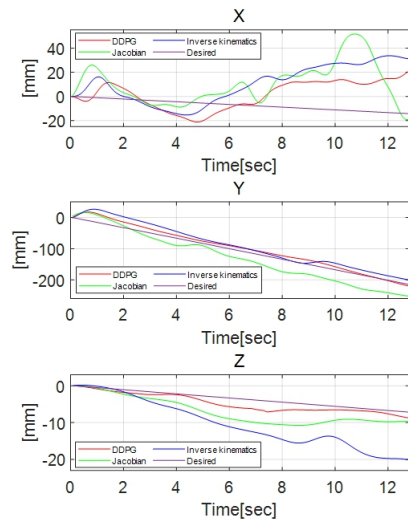 X
40
20
0
-20
[mm]
DDPG Inverse kinematics
Jacobian Desired
0 2 4 6 8 10 12
Time[sec]
Y
0
-100
-200
[mm]
DDPG Inverse kinematics
Jacobian Desired
0 2 4 6 8 10 12
Time[sec]
Z
0
-10
-20
[mm]
DDPG Inverse kinematics
Jacobian Desired
0 2 4 6 8 10 12
Time[sec]